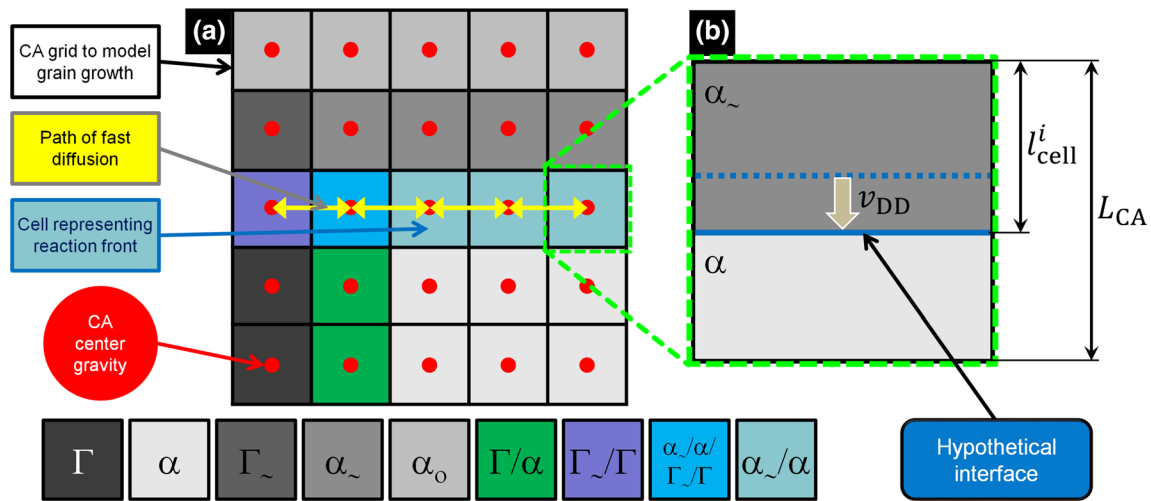 CA grid to model
grain growth
Path of fast
diffusion
Cell representing
reaction front
CA
center
gravity
(a)
(b)
α~
α
v_DD
l^i_cell
L_CA
Hypothetical
interface
Γ
α
Γ~
α~
α₀
Γ/α
Γ~/Γ
α~/α/
Γ~/Γ
α~/α